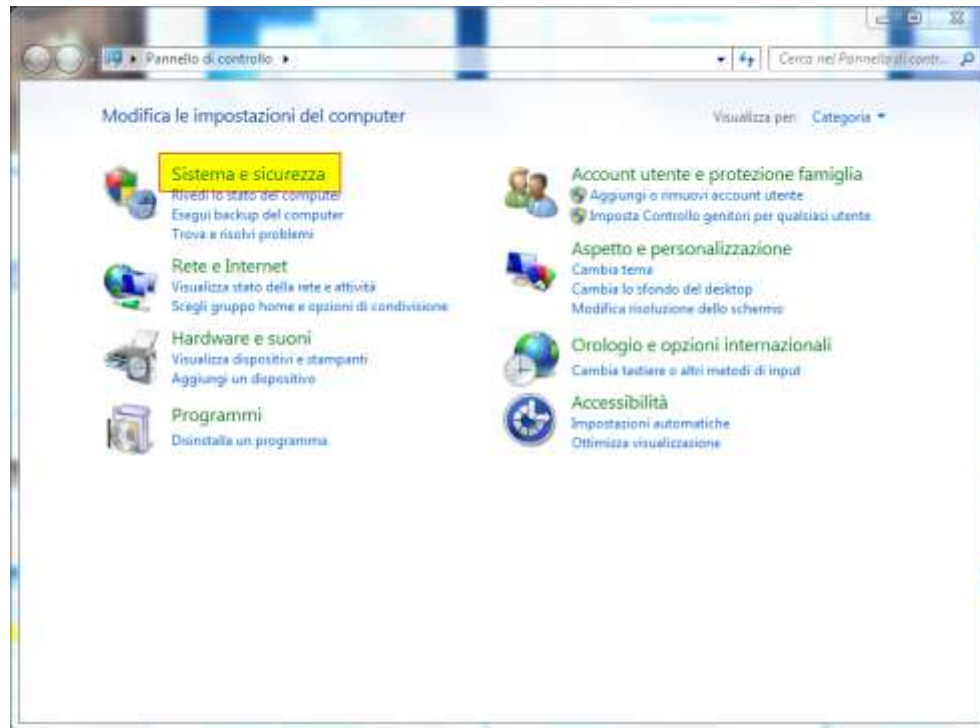 Pannello di controllo
Cerca nel Pannello di contr...
Modifica le impostazioni del computer
Visualizza per: Categoria
Sistema e sicurezza
Rivedi lo stato del computer
Esegui backup del computer
Trova e risolvi problemi
Rete e Internet
Visualizza stato della rete e attività
Scegli gruppo home e opzioni di condivisione
Hardware e suoni
Visualizza dispositivi e stampanti
Aggiungi un dispositivo
Programmi
Disinstalla un programma
Account utente e protezione famiglia
Aggiungi o rimuovi account utente
Imposta Controllo genitori per qualsiasi utente
Aspetto e personalizzazione
Cambia tema
Cambia lo sfondo del desktop
Modifica risoluzione dello schermo
Orologio e opzioni internazionali
Cambia tastiere o altri metodi di input
Accessibilità
Impostazioni automatiche
Ottimizza visualizzazione